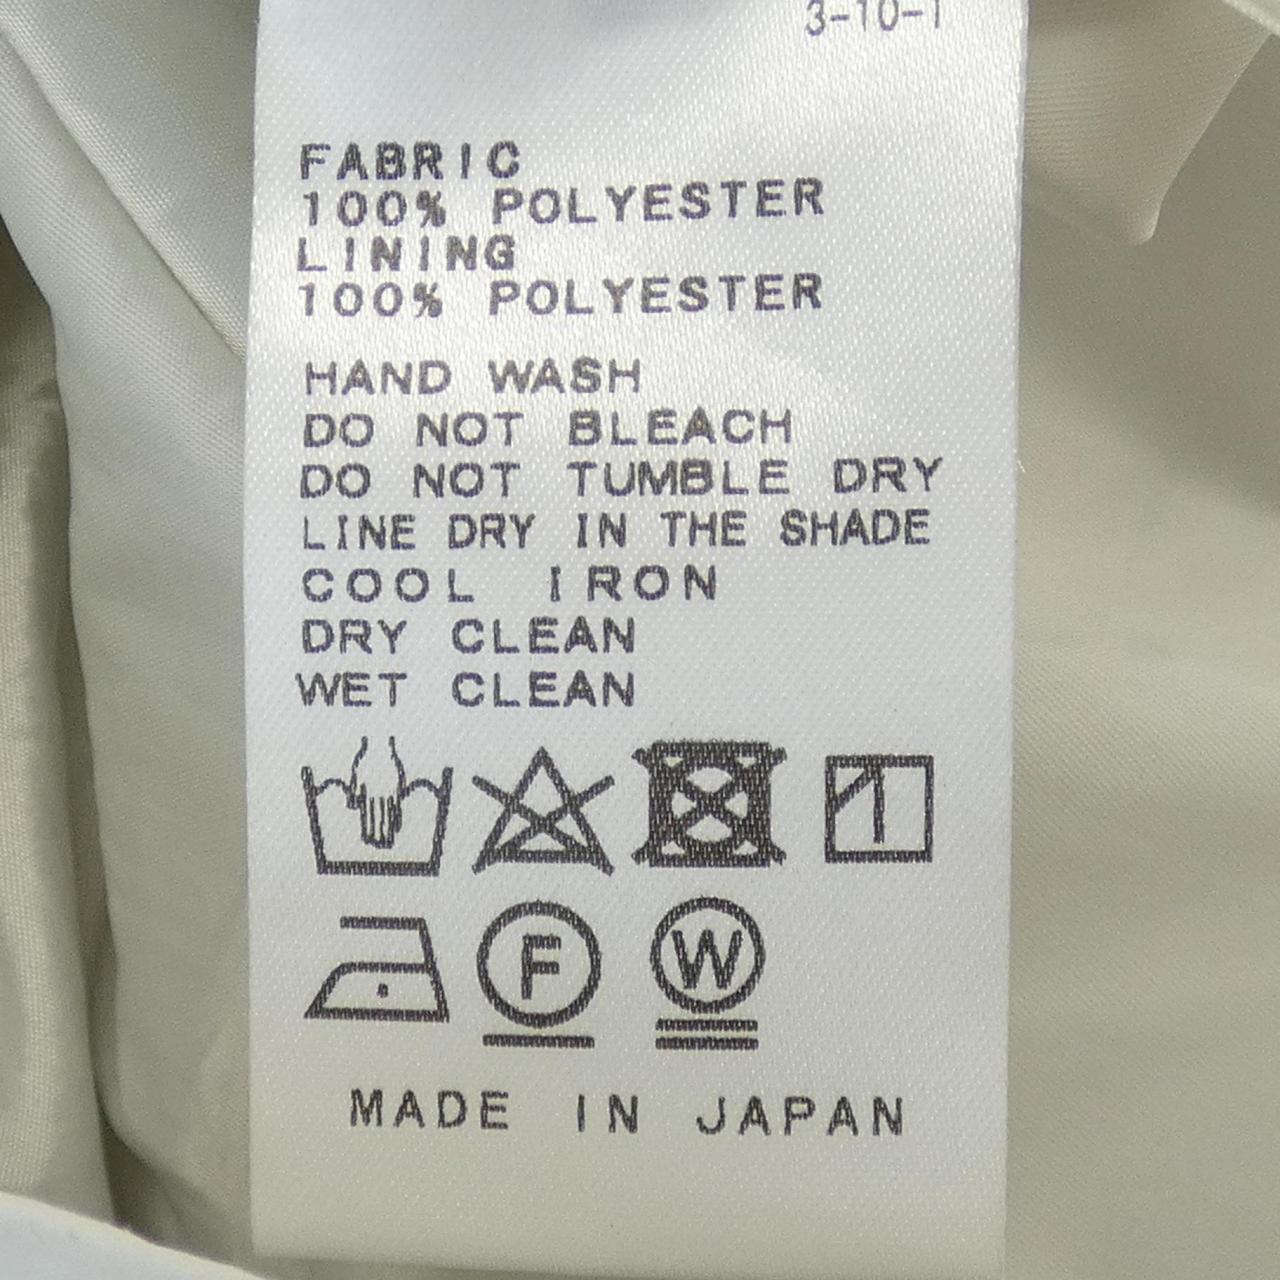 3-10-1
FABRIC
100% POLYESTER
LINING
100% POLYESTER
HAND WASH
DO NOT BLEACH
DO NOT TUMBLE DRY
LINE DRY IN THE SHADE
COOL IRON
DRY CLEAN
WET CLEAN
F W
MADE IN JAPAN